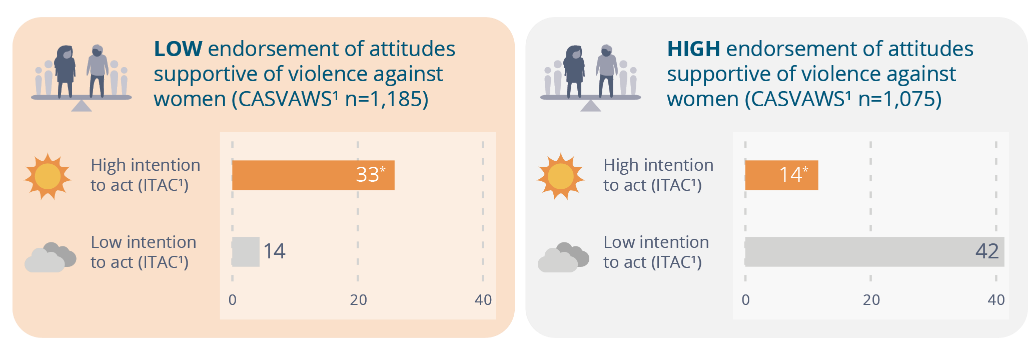 LOW endorsement of attitudes
supportive of violence against
women (CASVAWS¹ n=1,185)
High intention
to act (ITAC¹)
33*
Low intention
to act (ITAC¹)
14
0 20 40
HIGH endorsement of attitudes
supportive of violence against
women (CASVAWS¹ n=1,075)
High intention
to act (ITAC¹)
14*
Low intention
to act (ITAC¹)
42
0 20 40